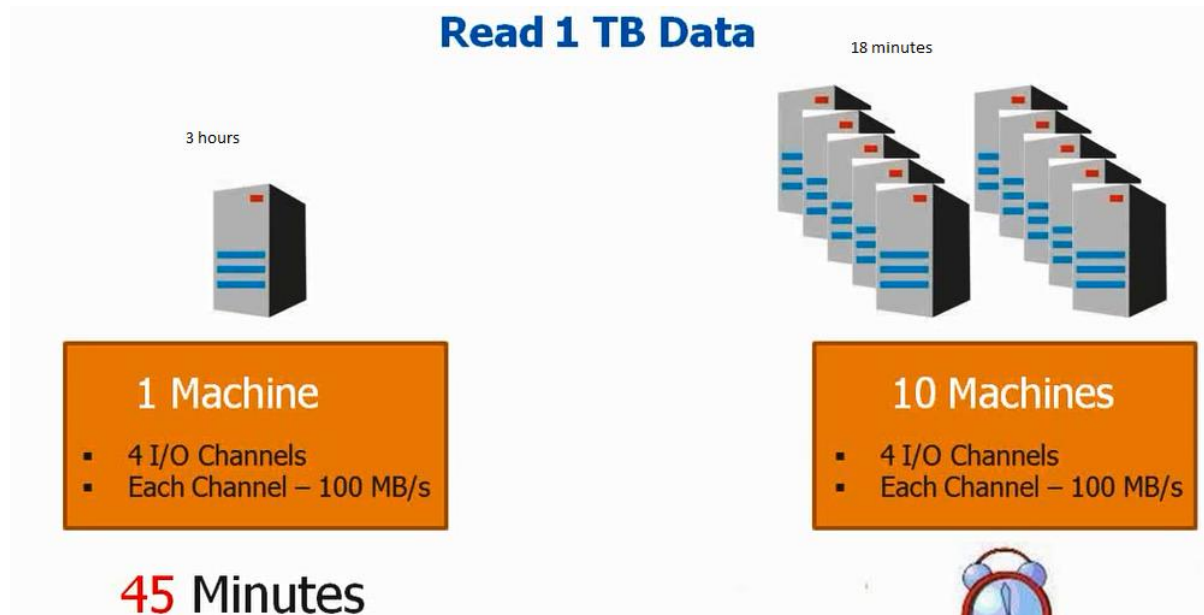 Read 1 TB Data
18 minutes
3 hours
1 Machine
▪ 4 I/O Channels
▪ Each Channel – 100 MB/s
10 Machines
▪ 4 I/O Channels
▪ Each Channel – 100 MB/s
45 Minutes